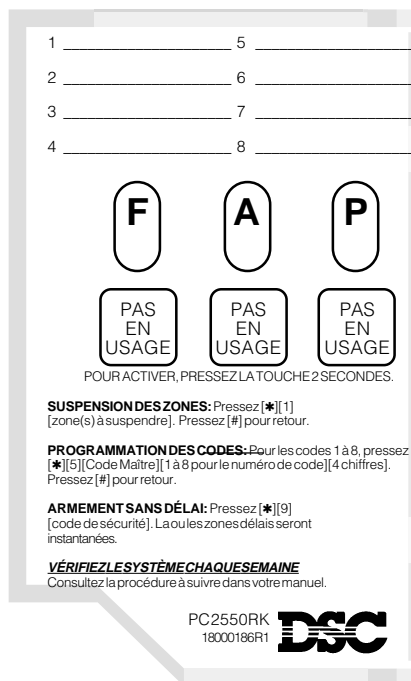 1 5
2 6
3 7
4 8
F A P
PAS PAS PAS
EN EN EN
USAGE USAGE USAGE
POUR ACTIVER, PRESSEZ LA TOUCHE 2 SECONDES.
SUSPENSION DES ZONES: Pressez [✱][1]
[zone(s) à suspendre]. Pressez [#] pour retour.
PROGRAMMATION DES CODES: Pour les codes 1 à 8, pressez
[✱][5][Code Maître][1 à 8 pour le numéro de code][4 chiffres].
Pressez [#] pour retour.
ARMEMENT SANS DÉLAI: Pressez [✱][9]
[code de sécurité]. La ou les zones délais seront
instantanées.
VÉRIFIEZ LE SYSTÈME CHAQUE SEMAINE
Consultez la procédure à suivre dans votre manuel.
PC2550RK DSC
18000186R1